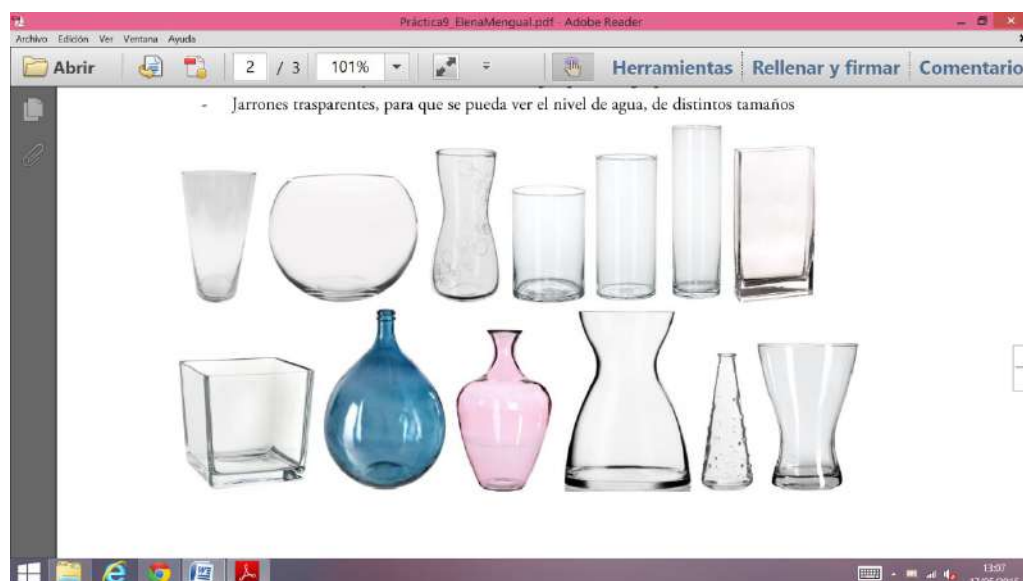 Práctica9_ElenaMengual.pdf - Adobe Reader
Archivo Edición Ver Ventana Ayuda
Abrir 2 / 3 101% Herramientas Rellenar y firmar Comentario
- Jarrones trasparentes, para que se pueda ver el nivel de agua, de distintos tamaños
13:07